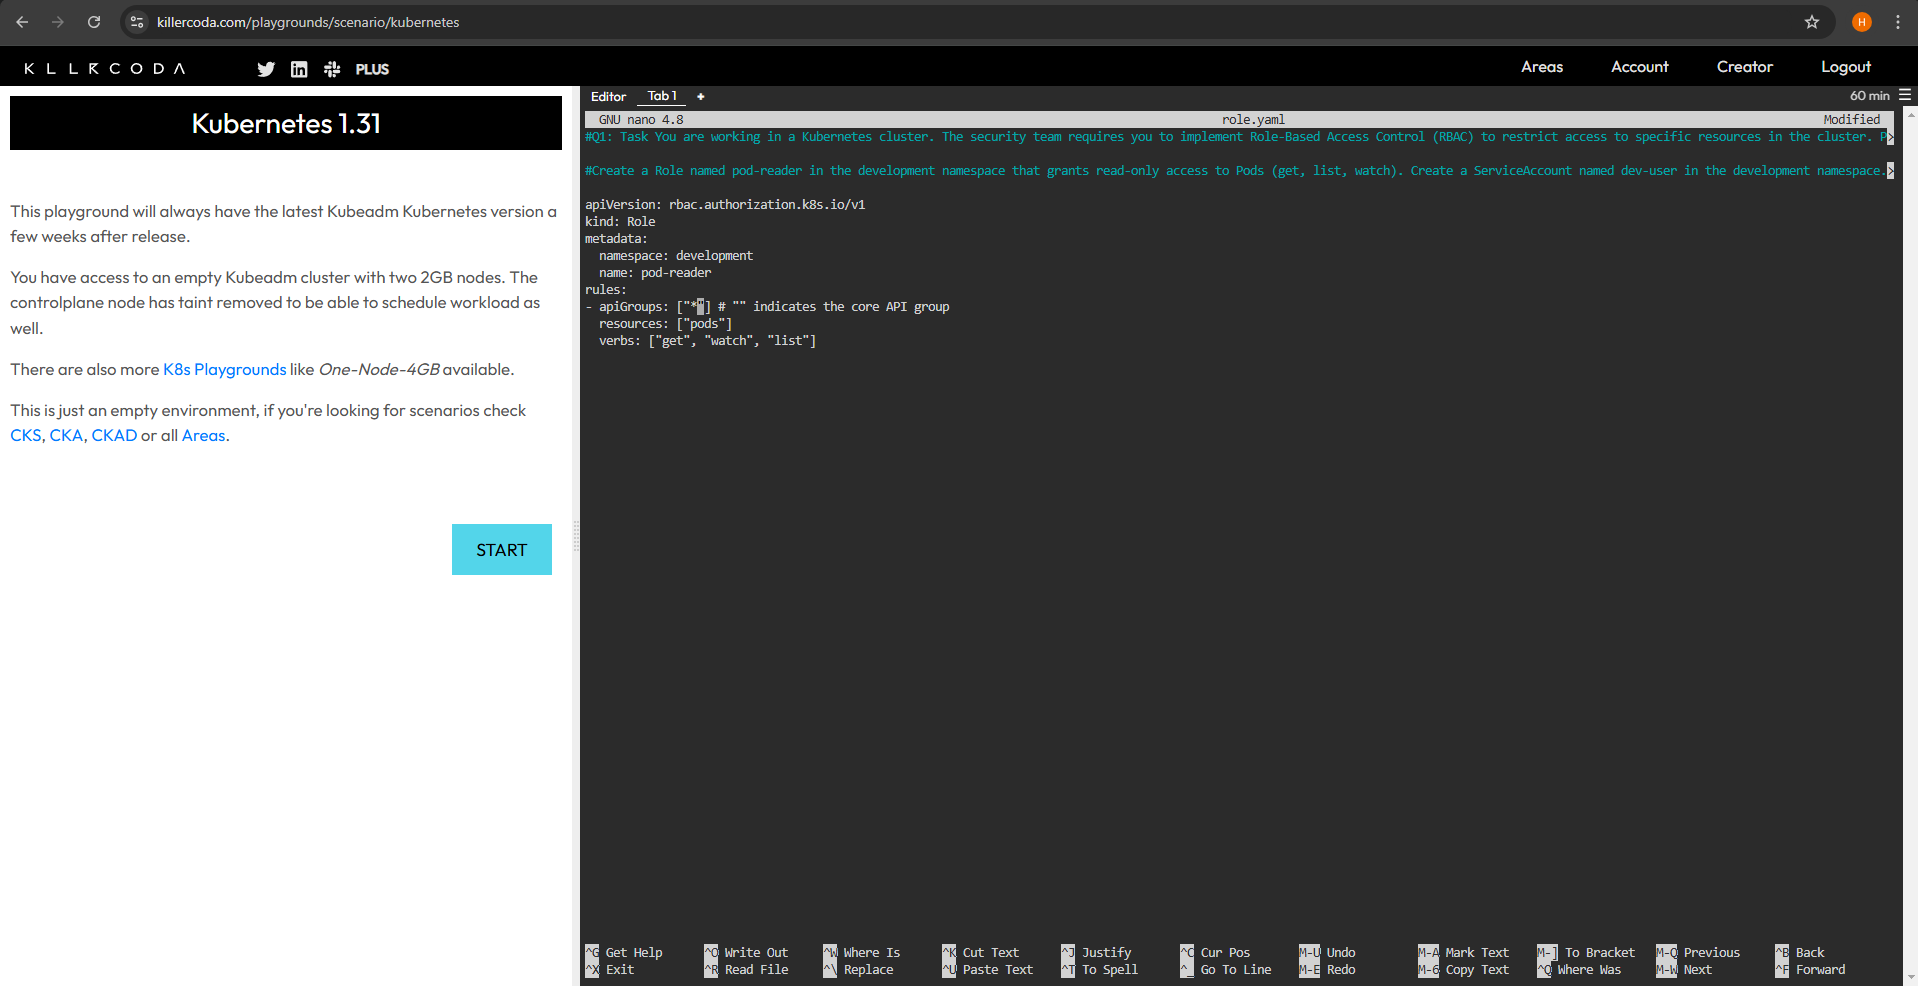 killercoda.com/playgrounds/scenario/kubernetes
H
KLLRCODA
PLUS
Areas
Account
Creator
Logout
Kubernetes 1.31
This playground will always have the latest Kubeadm Kubernetes version a
few weeks after release.
You have access to an empty Kubeadm cluster with two 2GB nodes. The
controlplane node has taint removed to be able to schedule workload as
well.
There are also more K8s Playgrounds like One-Node-4GB available.
This is just an empty environment, if you're looking for scenarios check
CKS, CKA, CKAD or all Areas.
START
Editor Tab 1 +
60 min
GNU nano 4.8 role.yaml Modified
#Q1: Task You are working in a Kubernetes cluster. The security team requires you to implement Role-Based Access Control (RBAC) to restrict access to specific resources in the cluster. P>
#Create a Role named pod-reader in the development namespace that grants read-only access to Pods (get, list, watch). Create a ServiceAccount named dev-user in the development namespace.>
apiVersion: rbac.authorization.k8s.io/v1
kind: Role
metadata:
  namespace: development
  name: pod-reader
rules:
- apiGroups: ["*"] # "" indicates the core API group
  resources: ["pods"]
  verbs: ["get", "watch", "list"]
^G Get Help ^O Write Out ^W Where Is ^K Cut Text ^J Justify ^C Cur Pos M-U Undo M-A Mark Text M-] To Bracket M-Q Previous ^B Back
^X Exit ^R Read File ^\ Replace ^U Paste Text ^T To Spell ^_ Go To Line M-E Redo M-6 Copy Text ^Q Where Was M-W Next ^F Forward